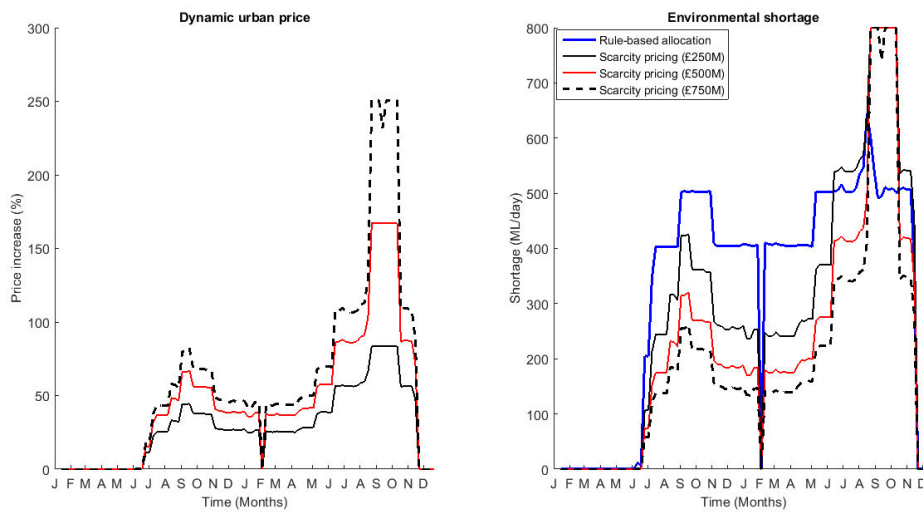 Dynamic urban price
300
250
200
150
100
50
0
Price increase (%)
J F M A M J J A S O N D J F M A M J J A S O N D
Time (Months)
Environmental shortage
800
700
600
500
400
300
200
100
0
Shortage (ML/day)
Rule-based allocation
Scarcity pricing (£250M)
Scarcity pricing (£500M)
Scarcity pricing (£750M)
J F M A M J J A S O N D J F M A M J J A S O N D
Time (Months)